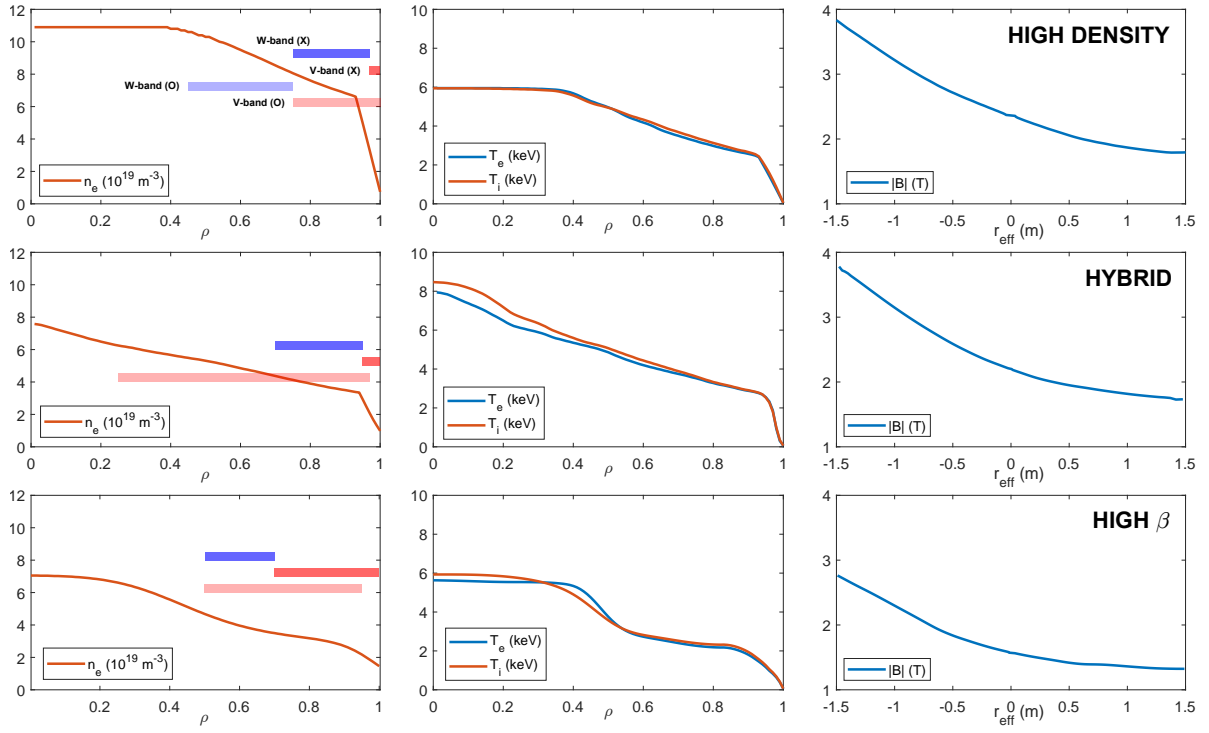 HIGH DENSITY
12
10
8
6
4
2
0
W-band (X)
V-band (X)
W-band (O)
V-band (O)
n_e (10^19 m^-3)
0 0.2 0.4 0.6 0.8 1
ρ
10
8
6
4
2
0
T_e (keV)
T_i (keV)
0 0.2 0.4 0.6 0.8 1
ρ
4
3
2
1
|B| (T)
-1.5 -1 -0.5 0 0.5 1 1.5
r_eff (m)
HYBRID
12
10
8
6
4
2
0
n_e (10^19 m^-3)
0 0.2 0.4 0.6 0.8 1
ρ
10
8
6
4
2
0
T_e (keV)
T_i (keV)
0 0.2 0.4 0.6 0.8 1
ρ
4
3
2
1
|B| (T)
-1.5 -1 -0.5 0 0.5 1 1.5
r_eff (m)
HIGH β
12
10
8
6
4
2
0
n_e (10^19 m^-3)
0 0.2 0.4 0.6 0.8 1
ρ
10
8
6
4
2
0
T_e (keV)
T_i (keV)
0 0.2 0.4 0.6 0.8 1
ρ
4
3
2
1
|B| (T)
-1.5 -1 -0.5 0 0.5 1 1.5
r_eff (m)